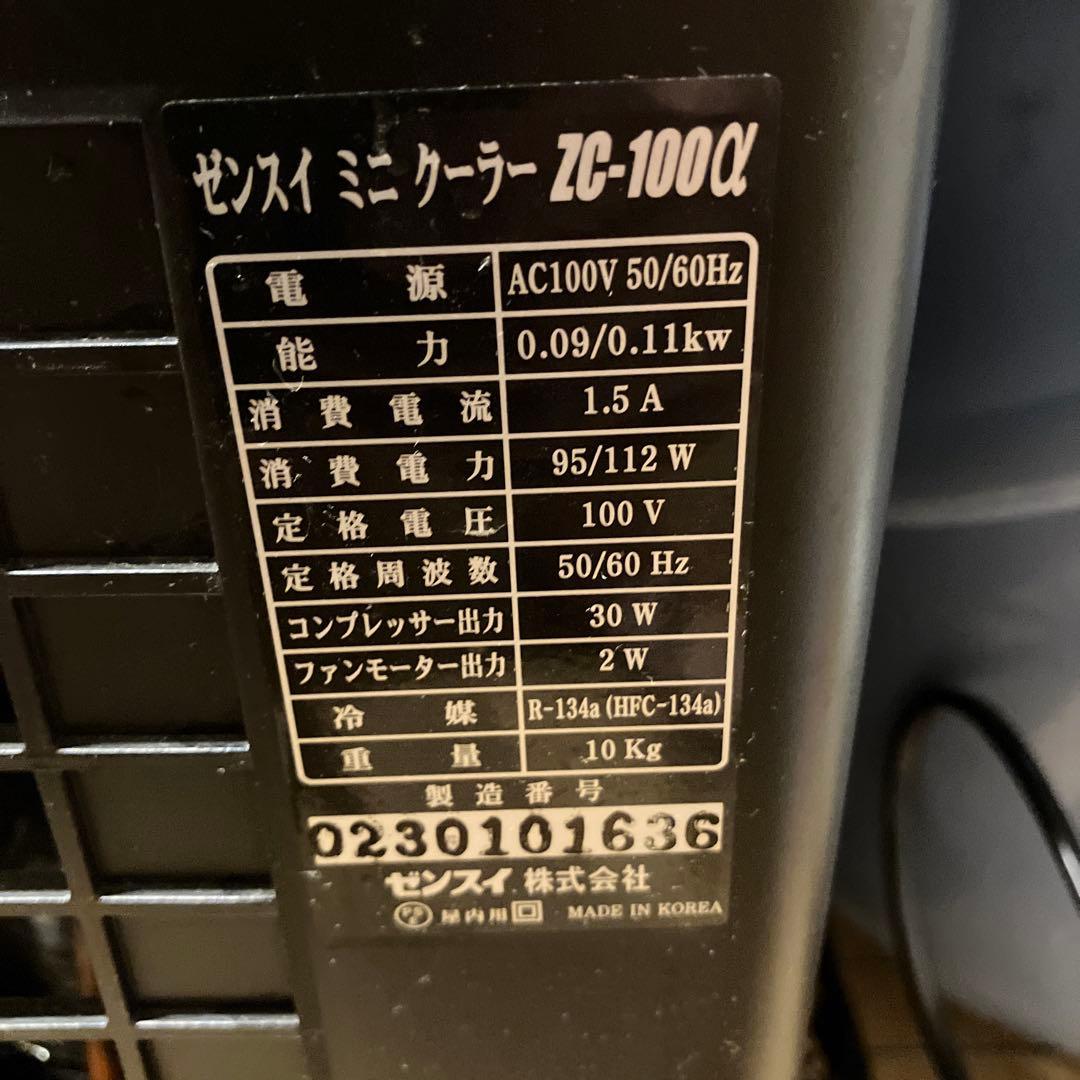 ゼンスイ ミニ クーラー ZC-100α
電源 AC100V 50/60Hz
能力 0.09/0.11kw
消費電流 1.5 A
消費電力 95/112 W
定格電圧 100 V
定格周波数 50/60 Hz
コンプレッサー出力 30 W
ファンモーター出力 2 W
冷媒 R-134a (HFC-134a)
重量 10 Kg
製造番号
0230101636
ゼンスイ 株式会社
屋内用 MADE IN KOREA